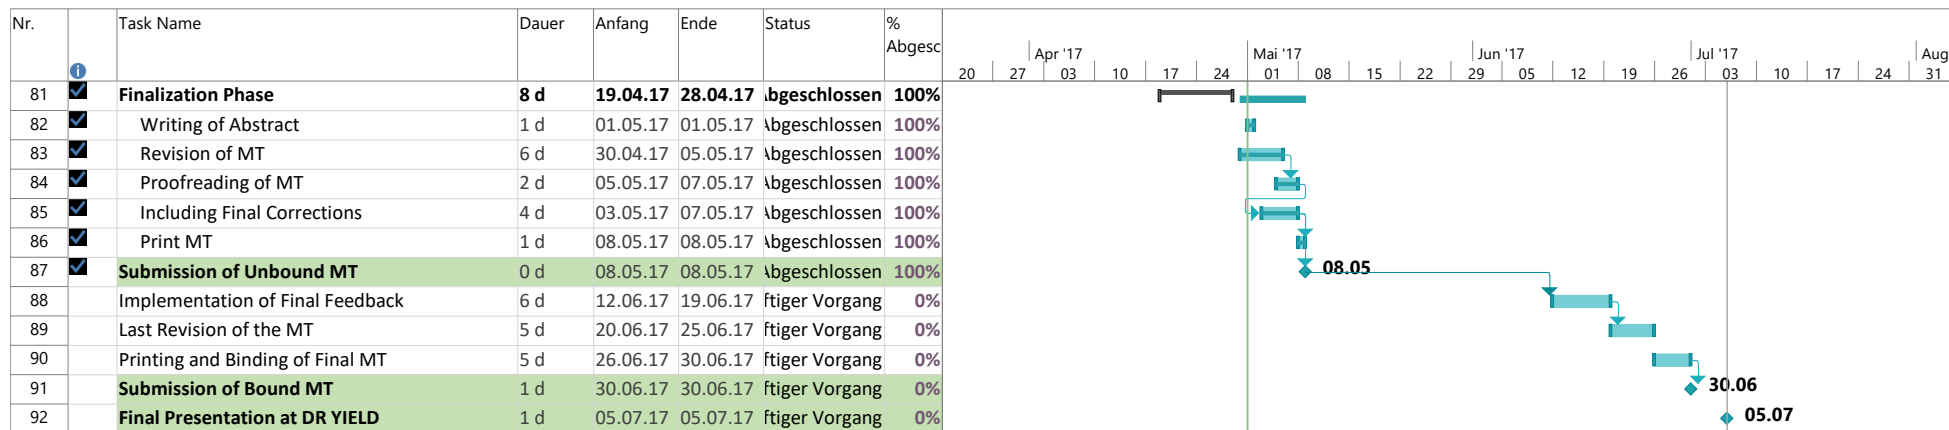 Nr. Task Name Dauer Anfang Ende Status %
Abgesc
Apr '17 Mai '17 Jun '17 Jul '17 Aug
20 27 03 10 17 24 01 08 15 22 29 05 12 19 26 03 10 17 24 31
81 Finalization Phase 8 d 19.04.17 28.04.17 bgeschlossen 100%
82 Writing of Abstract 1 d 01.05.17 01.05.17 Abgeschlossen 100%
83 Revision of MT 6 d 30.04.17 05.05.17 Abgeschlossen 100%
84 Proofreading of MT 2 d 05.05.17 07.05.17 Abgeschlossen 100%
85 Including Final Corrections 4 d 03.05.17 07.05.17 Abgeschlossen 100%
86 Print MT 1 d 08.05.17 08.05.17 Abgeschlossen 100%
87 Submission of Unbound MT 0 d 08.05.17 08.05.17 Abgeschlossen 100% 08.05
88 Implementation of Final Feedback 6 d 12.06.17 19.06.17 ftiger Vorgang 0%
89 Last Revision of the MT 5 d 20.06.17 25.06.17 ftiger Vorgang 0%
90 Printing and Binding of Final MT 5 d 26.06.17 30.06.17 ftiger Vorgang 0%
91 Submission of Bound MT 1 d 30.06.17 30.06.17 ftiger Vorgang 0% 30.06
92 Final Presentation at DR YIELD 1 d 05.07.17 05.07.17 ftiger Vorgang 0% 05.07